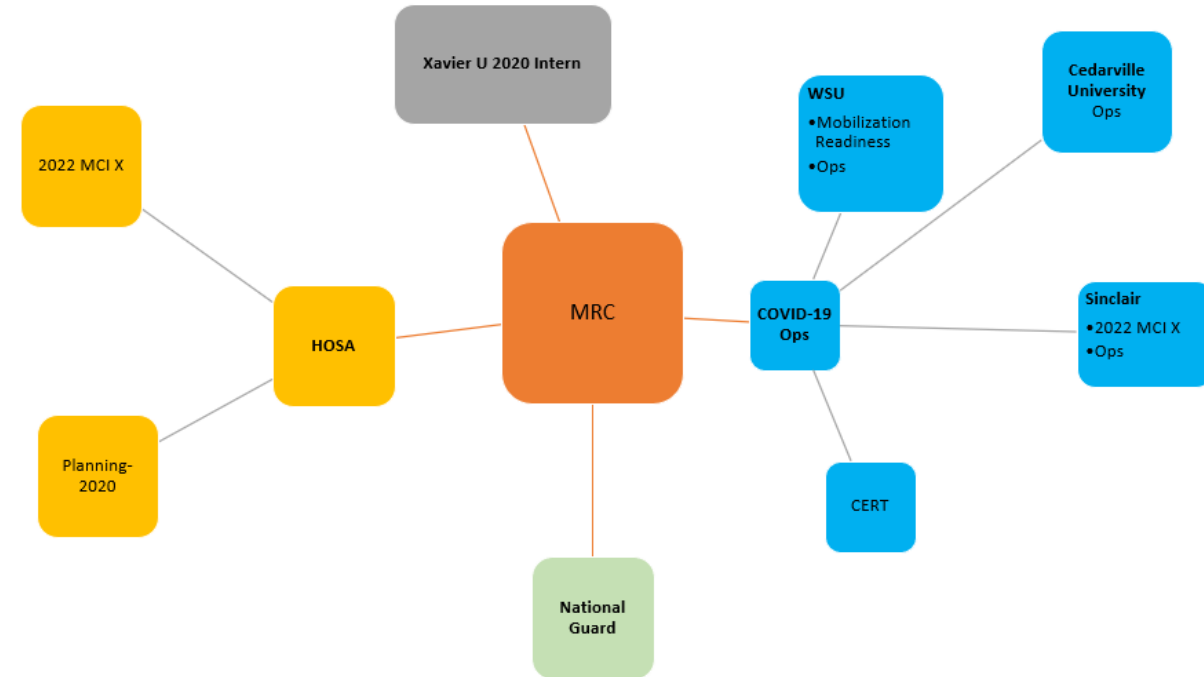 Xavier U 2020 Intern
Cedarville
University
Ops
WSU
•Mobilization
Readiness
•Ops
2022 MCI X
MRC
Sinclair
•2022 MCI X
•Ops
COVID-19
Ops
HOSA
Planning-
2020
CERT
National
Guard